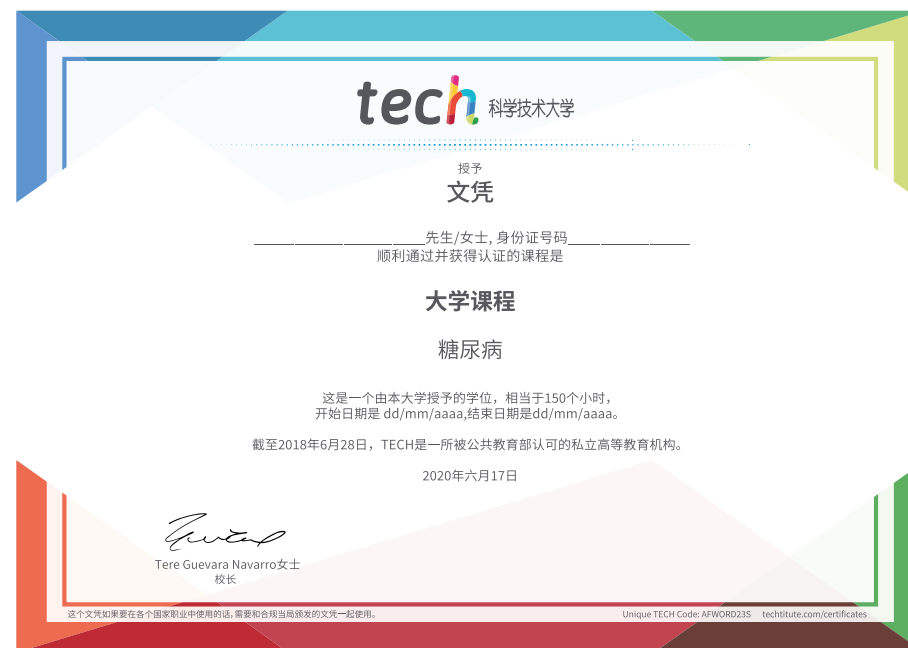 tech 科学技术大学
授予
文凭
______________________先生/女士, 身份证号码________________
顺利通过并获得认证的课程是
大学课程
糖尿病
这是一个由本大学授予的学位，相当于150个小时，
开始日期是 dd/mm/aaaa,结束日期是dd/mm/aaaa。
截至2018年6月28日，TECH是一所被公共教育部认可的私立高等教育机构。
2020年六月17日
Tere Guevara Navarro女士
校长
这个文凭如果要在各个国家职业中使用的话,需要和合规当局颁发的文凭一起使用。
Unique TECH Code: AFWORD23S techtitute.com/certificates